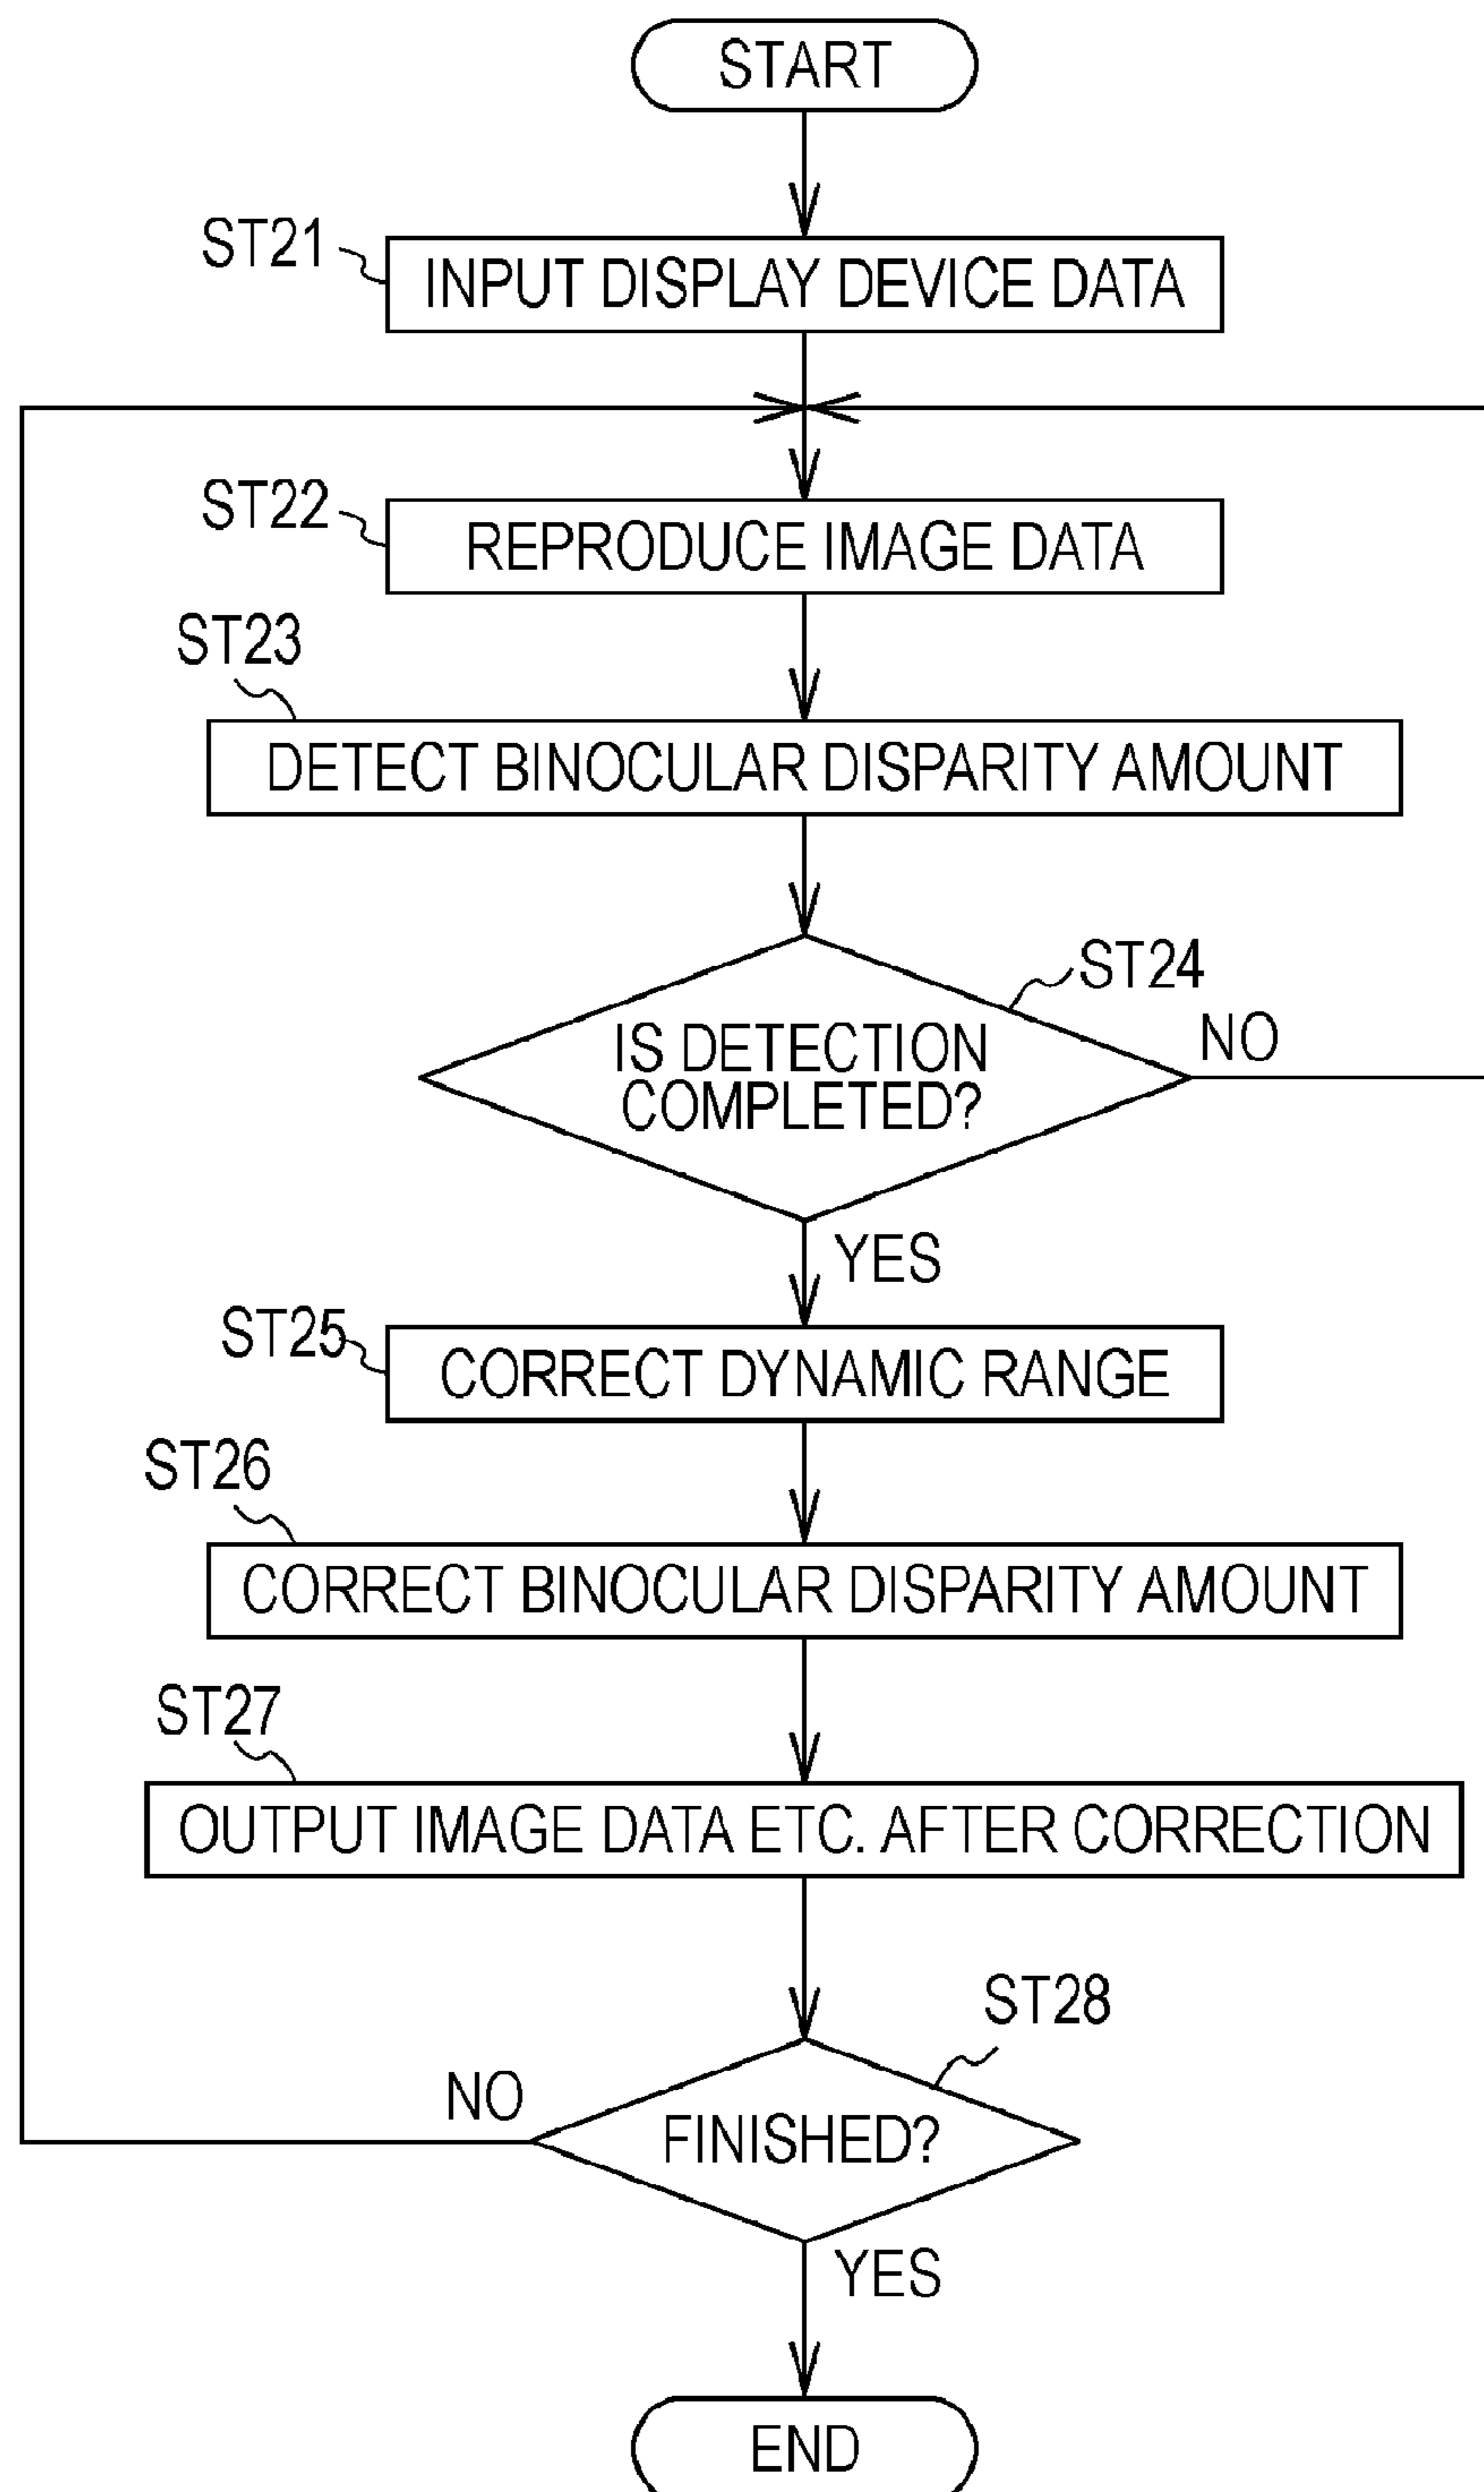 START
ST21
INPUT DISPLAY DEVICE DATA
ST22
REPRODUCE IMAGE DATA
ST23
DETECT BINOCULAR DISPARITY AMOUNT
ST24
IS DETECTION
COMPLETED?
NO
YES
ST25
CORRECT DYNAMIC RANGE
ST26
CORRECT BINOCULAR DISPARITY AMOUNT
ST27
OUTPUT IMAGE DATA ETC. AFTER CORRECTION
ST28
NO
FINISHED?
YES
END